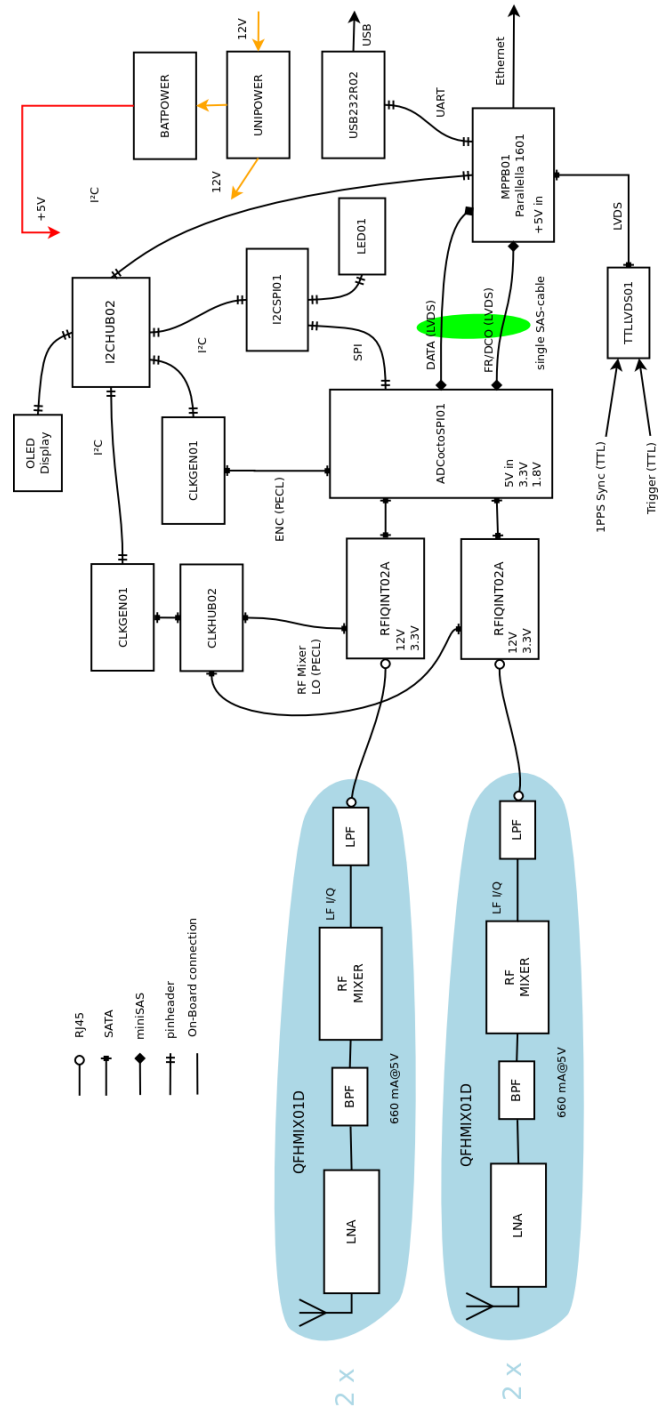 RJ45
SATA
miniSAS
pinheader
On-Board connection
2 x
QFHMIX01D
LNA
BPF
RF
MIXER
LF I/Q
LPF
660 mA@5V
2 x
QFHMIX01D
LNA
BPF
RF
MIXER
LF I/Q
LPF
660 mA@5V
CLKGEN01
CLKHUB02
RF Mixer
LO (PECL)
RFIQINT02A
12V
3.3V
RFIQINT02A
12V
3.3V
OLED
Display
I²C
CLKGEN01
ENC (PECL)
I2CHUB02
I²C
I2CSPI01
LED01
SPI
ADCoctoSPI01
5V in
3.3V
1.8V
DATA (LVDS)
FR/DCO (LVDS)
single SAS-cable
1PPS Sync (TTL)
Trigger (TTL)
TTLLVDS01
LVDS
+5V
I²C
BATPOWER
UNIPOWER
12V
12V
USB232R02
USB
UART
MPPB01
Parallella 1601
+5V in
Ethernet